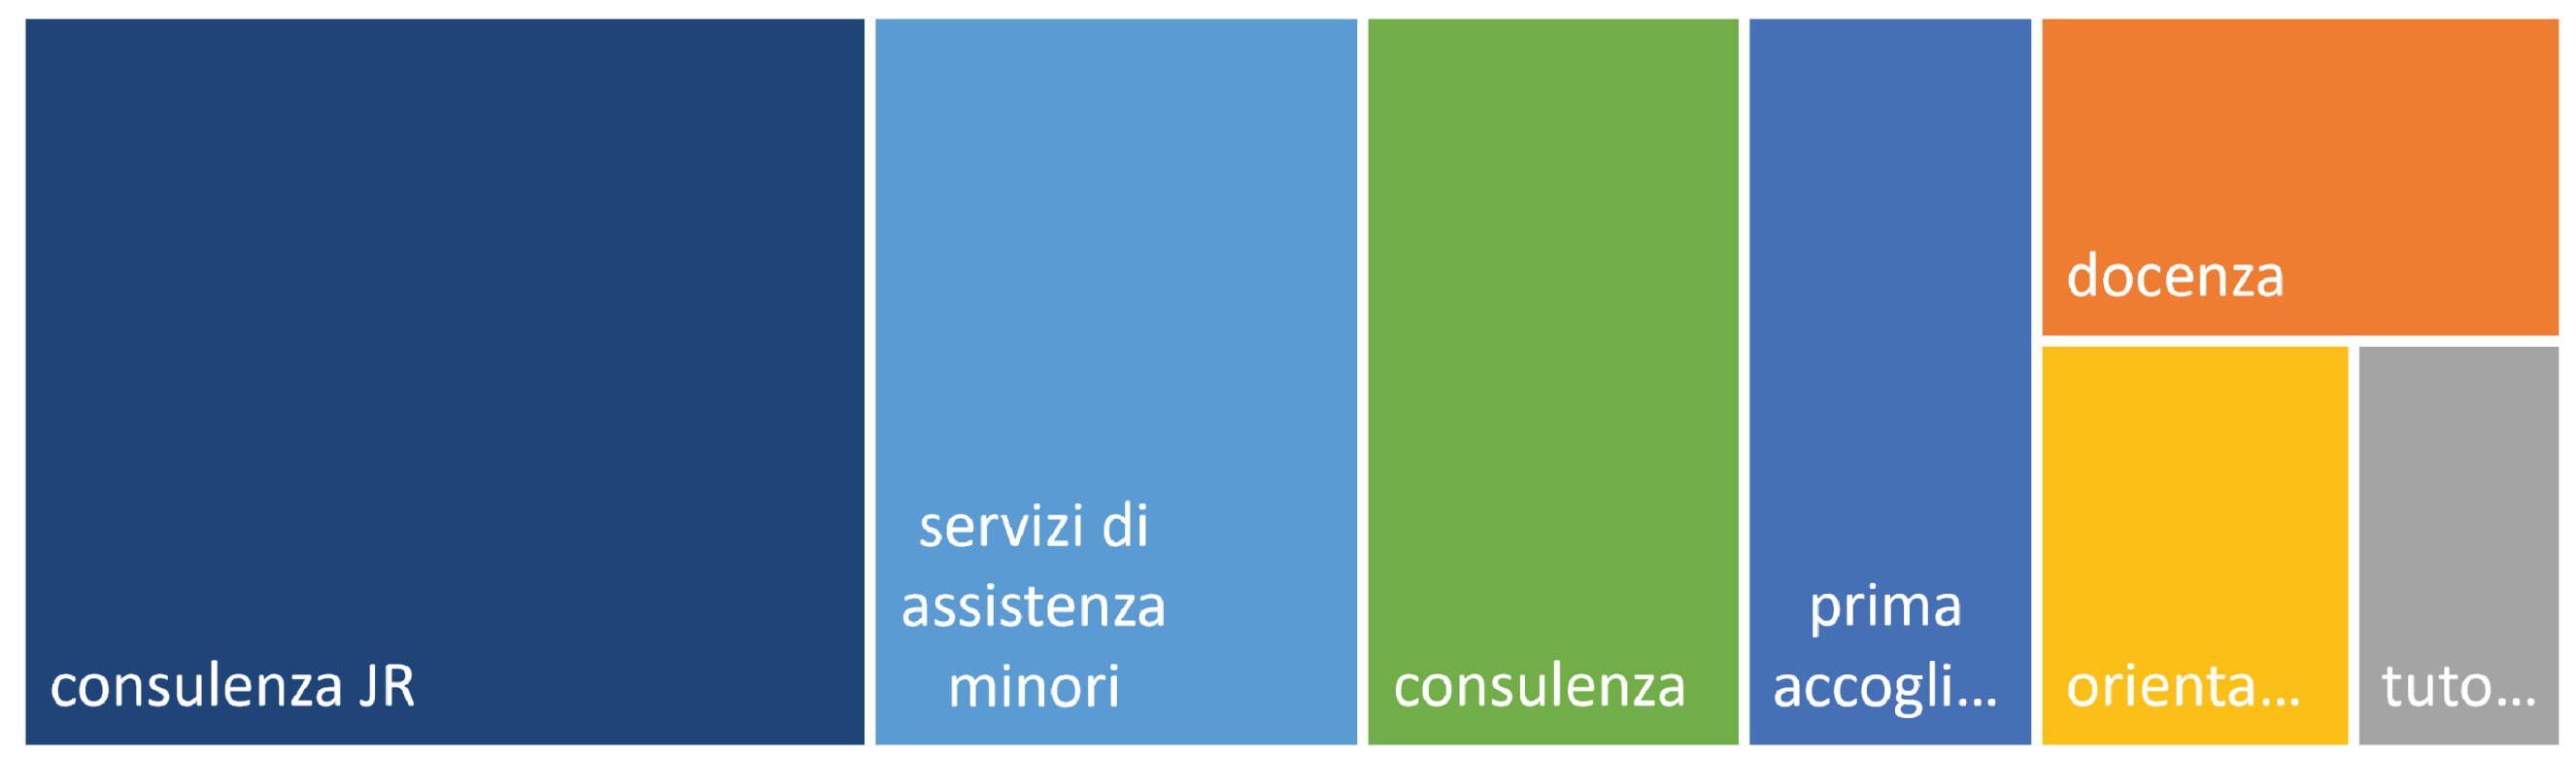 consulenza JR
servizi di
assistenza
minori
consulenza
prima
accogli...
docenza
orienta...
tuto...